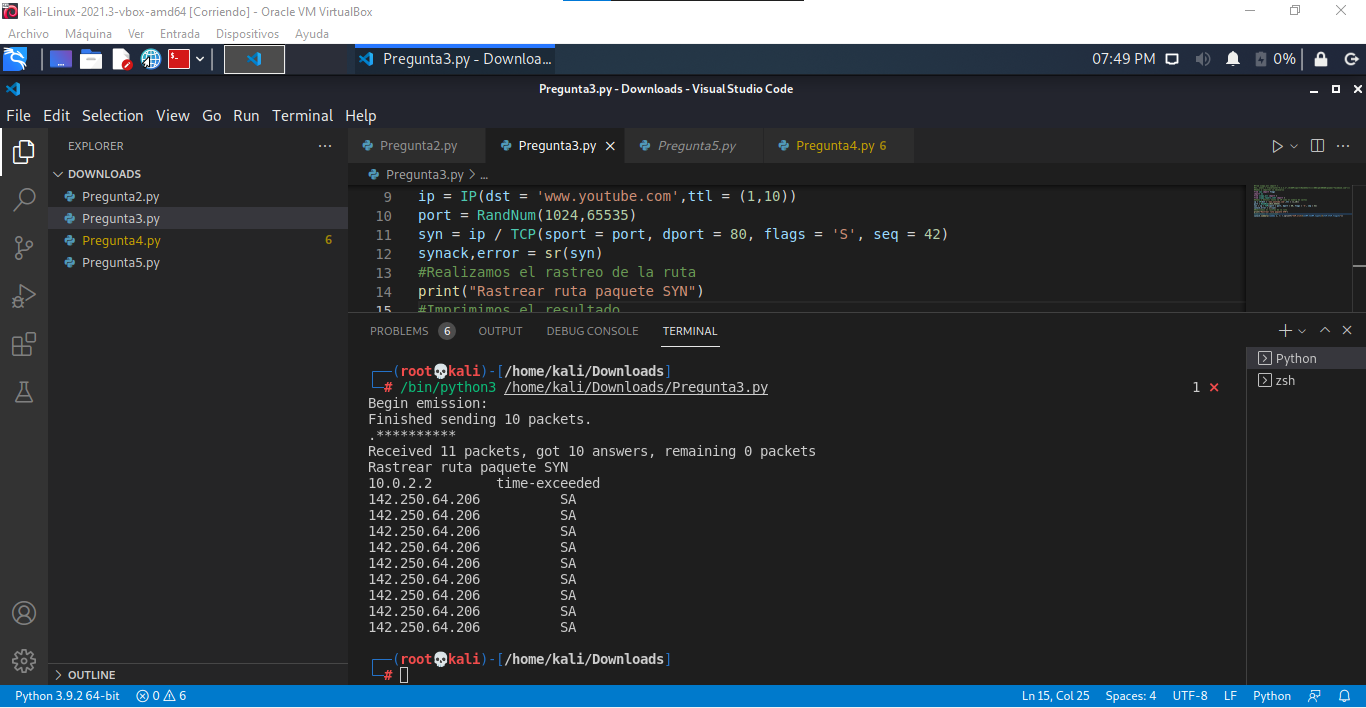 Kali-Linux-2021.3-vbox-amd64 [Corriendo] - Oracle VM VirtualBox
Archivo Máquina Ver Entrada Dispositivos Ayuda
Pregunta3.py - Downloa... 07:49 PM 0%
Pregunta3.py - Downloads - Visual Studio Code
File Edit Selection View Go Run Terminal Help
EXPLORER
DOWNLOADS
Pregunta2.py
Pregunta3.py
Pregunta4.py 6
Pregunta5.py
OUTLINE
Pregunta2.py Pregunta3.py Pregunta5.py Pregunta4.py 6
Pregunta3.py > ...
9 ip = IP(dst = 'www.youtube.com',ttl = (1,10))
10 port = RandNum(1024,65535)
11 syn = ip / TCP(sport = port, dport = 80, flags = 'S', seq = 42)
12 synack,error = sr(syn)
13 #Realizamos el rastreo de la ruta
14 print("Rastrear ruta paquete SYN")
15 #Imprimimos el resultado
PROBLEMS 6 OUTPUT DEBUG CONSOLE TERMINAL
(root💀kali)-[/home/kali/Downloads]
# /bin/python3 /home/kali/Downloads/Pregunta3.py 1 ⨯
Begin emission:
Finished sending 10 packets.
.**********
Received 11 packets, got 10 answers, remaining 0 packets
Rastrear ruta paquete SYN
10.0.2.2 time-exceeded
142.250.64.206 SA
142.250.64.206 SA
142.250.64.206 SA
142.250.64.206 SA
142.250.64.206 SA
142.250.64.206 SA
142.250.64.206 SA
142.250.64.206 SA
142.250.64.206 SA
(root💀kali)-[/home/kali/Downloads]
#
Python
zsh
Python 3.9.2 64-bit 0 6 Ln 15, Col 25 Spaces: 4 UTF-8 LF Python